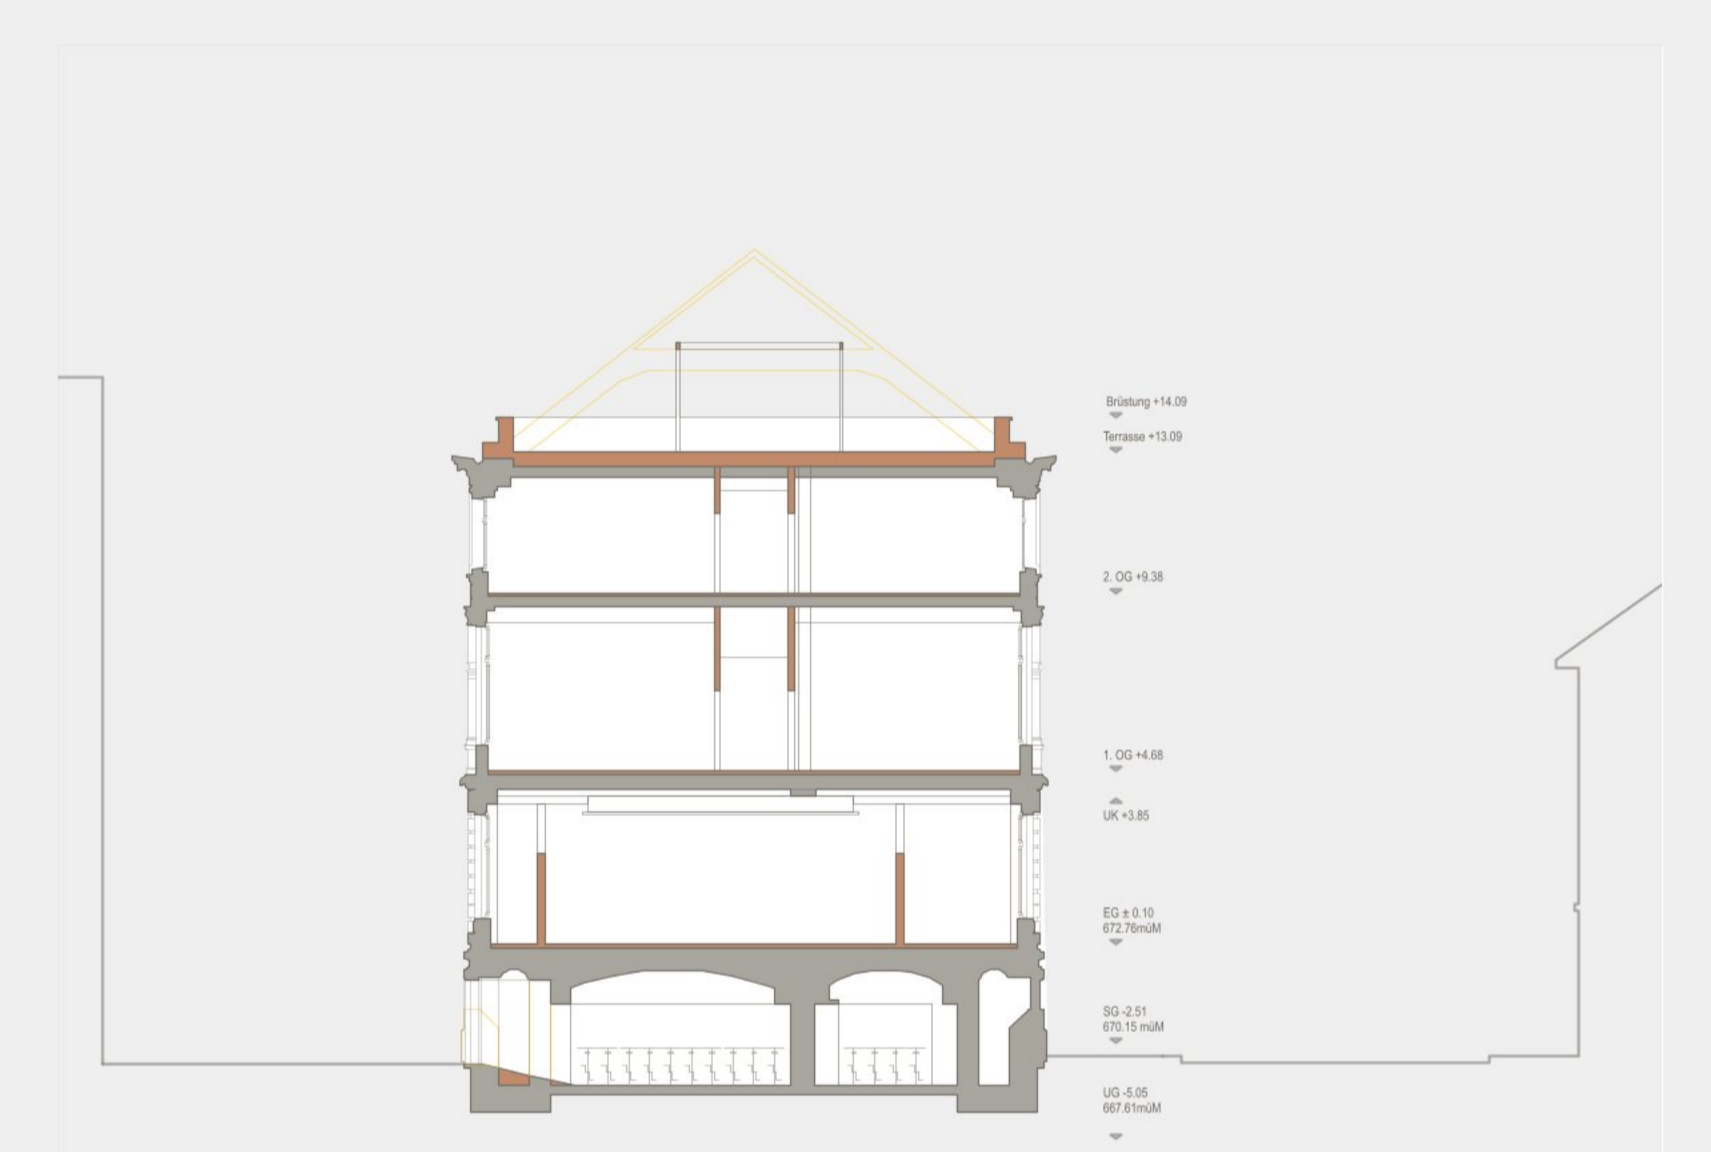 Brüstung +14.09
Terrasse +13.09
2. OG +9.38
1. OG +4.68
UK +3.85
EG ± 0.10
672.76müM
SG -2.51
670.15 müM
UG -5.05
667.61müM